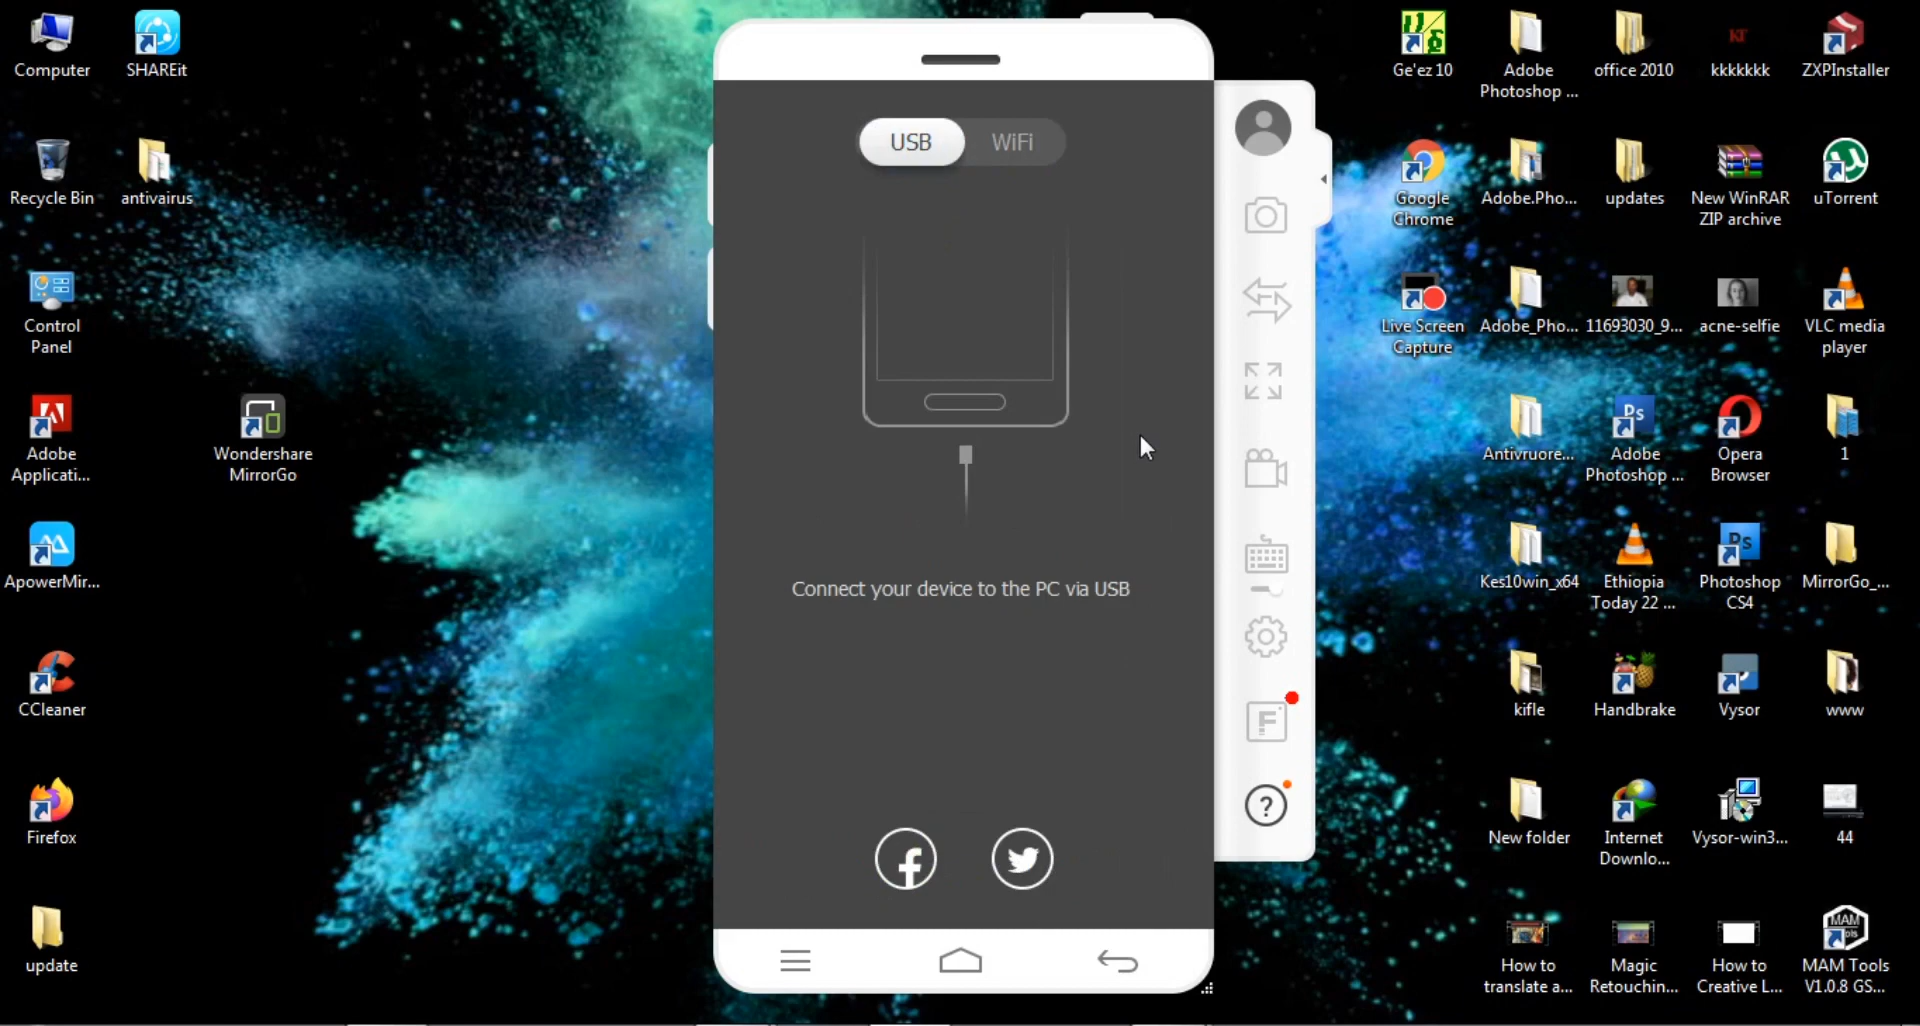 Computer
SHAREit
Recycle Bin
antivairus
Control
Panel
Adobe
Applicati...
Wondershare
MirrorGo
ApowerMir...
CCleaner
Firefox
update
USB
WiFi
Connect your device to the PC via USB
Ge'ez 10
Adobe
Photoshop ...
office 2010
kkkkkkk
ZXPInstaller
Google
Chrome
Adobe.Pho...
updates
New WinRAR
ZIP archive
uTorrent
Live Screen
Capture
Adobe_Pho...
11693030_9...
acne-selfie
VLC media
player
Antivruore...
Adobe
Photoshop ...
Opera
Browser
1
Kes10win_x64
Ethiopia
Today 22 ...
Photoshop
CS4
MirrorGo_...
kifle
Handbrake
Vysor
www
New folder
Internet
Downlo...
Vysor-win3...
44
How to
translate a...
Magic
Retouchin...
How to
Creative L...
MAM Tools
V1.0.8 GS...